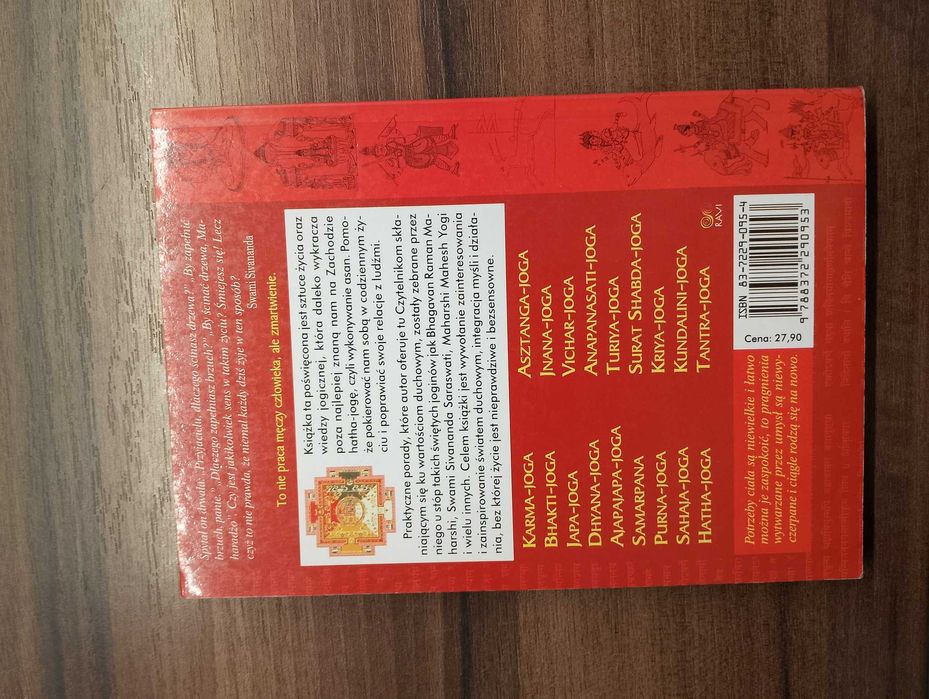 Spytał on drwala: „Przyjacielu, dlaczego ścinasz drzewa?" „By zapełnić
brzuch, panie." „Dlaczego zapełniasz brzuch?" „By ścinać drzewa, Ma-
haradżo." Czy jest jakikolwiek sens w takim życiu? Śmiejesz się! Lecz
czyż to nie prawda, że niemal każdy dziś żyje w ten sposób?
Swami Sivananda
To nie praca męczy człowieka, ale zmartwienie.
Książka ta poświęcona jest sztuce życia oraz
wiedzy jogicznej, która daleko wykracza
poza najlepiej znaną nam na Zachodzie
hatha-jogę, czyli wykonywanie asan. Pomo-
że pokierować nam sobą w codziennym ży-
ciu i poprawiać swoje relacje z ludźmi.
Praktyczne porady, które autor oferuje tu Czytelnikom skła-
niającym się ku wartościom duchowym, zostały zebrane przez
niego u stóp takich świętych joginów jak Bhagavan Raman Ma-
harshi, Swami Sivananda Saraswati, Maharshi Mahesh Yogi
i wielu innych. Celem książki jest wywołanie zainteresowania
i zainspirowanie światem duchowym, integracja myśli i działa-
nia, bez której życie jest nieprawdziwe i bezsensowne.
KARMA-JOGA
BHAKTI-JOGA
JAPA-JOGA
DHYANA-JOGA
AJAPAJAPA-JOGA
SAMARPANA
PURNA-JOGA
SAHAJA-JOGA
HATHA-JOGA
ASZTANGA-JOGA
JNANA-JOGA
VICHAR-JOGA
ANAPANASATI-JOGA
TURIYA-JOGA
SURAT SHABDA-JOGA
KRIYA-JOGA
KUNDALINI-JOGA
TANTRA-JOGA
RAVI
Potrzeby ciała są niewielkie i łatwo
można je zaspokoić, to pragnienia
wytwarzane przez umysł są niewy-
czerpane i ciągle rodzą się na nowo.
ISBN 83-7229-095-4
9 788372 290953
Cena: 27,90